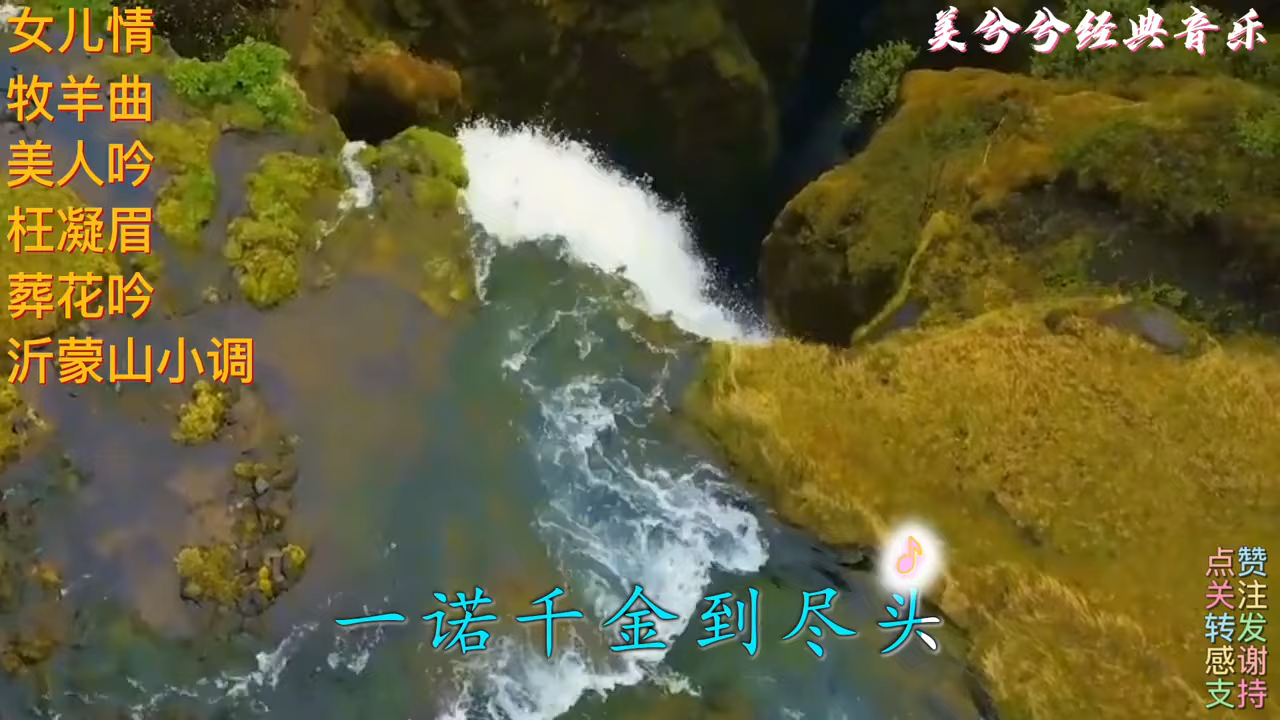 女儿情
牧羊曲
美人吟
枉凝眉
葬花吟
沂蒙山小调
美兮兮经典音乐
一诺千金到尽头
点赞
关注
转发
感谢
支持